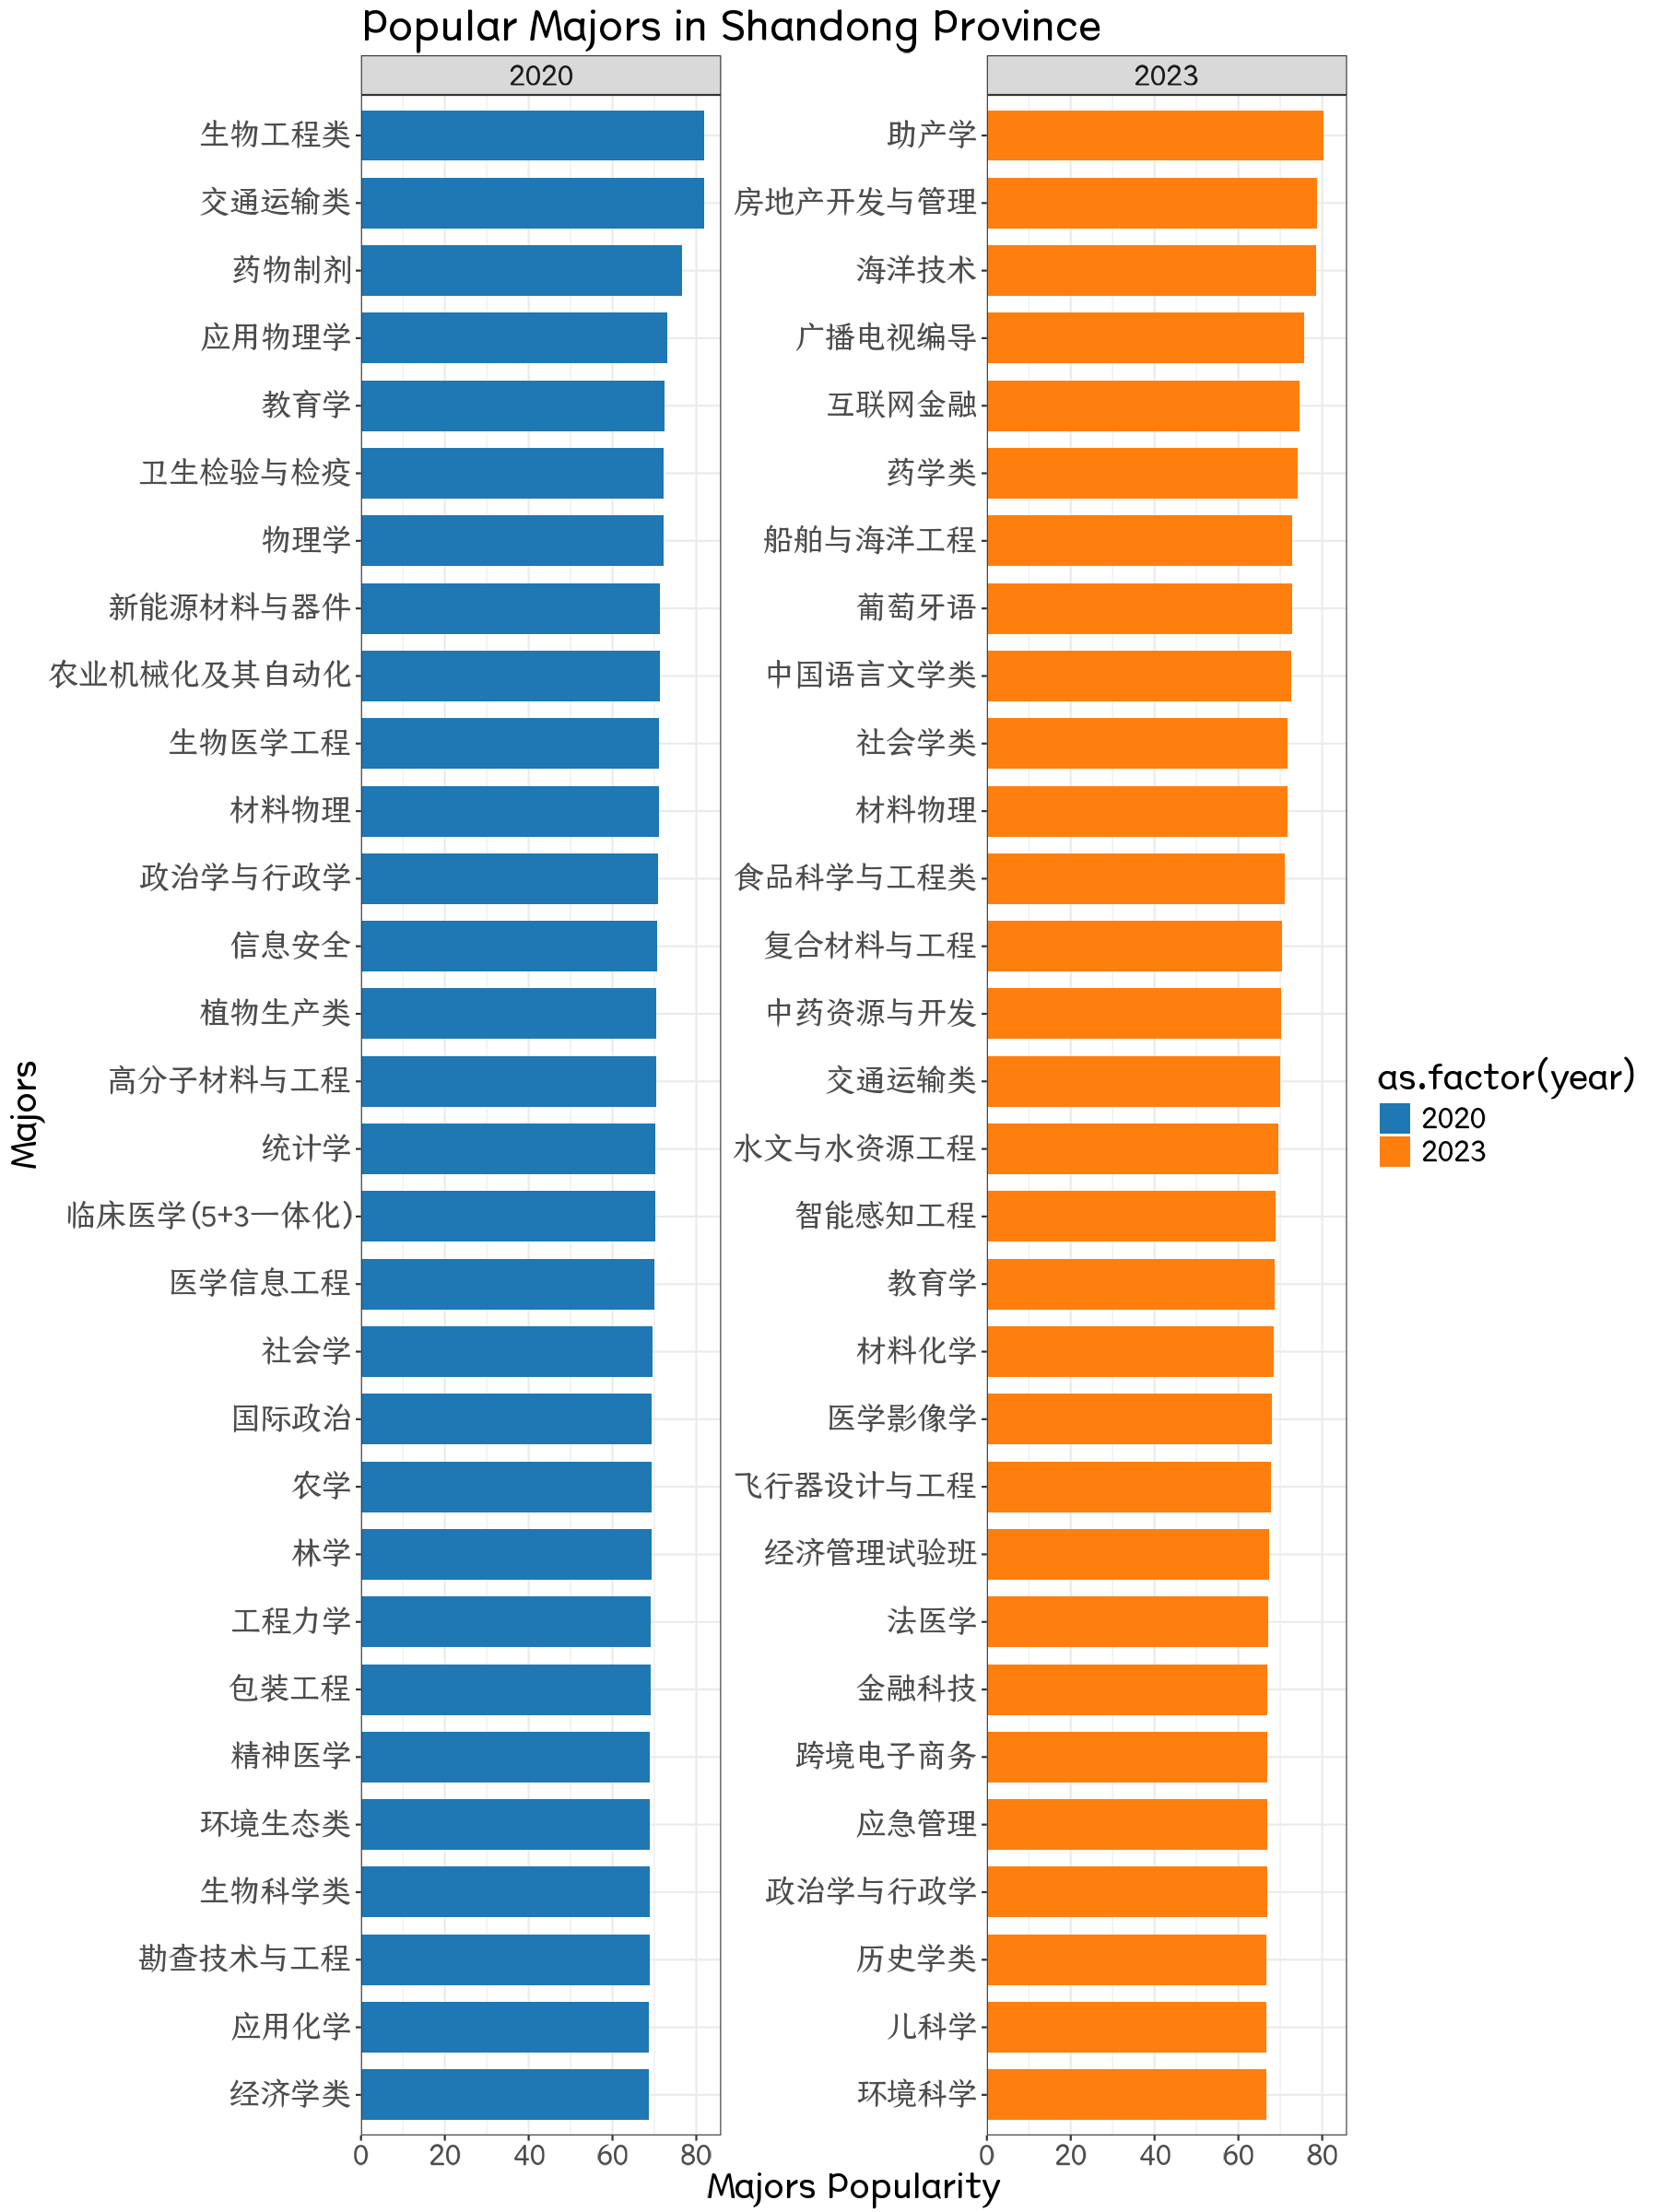 Popular Majors in Shandong Province
2020
生物工程类
交通运输类
药物制剂
应用物理学
教育学
卫生检验与检疫
物理学
新能源材料与器件
农业机械化及其自动化
生物医学工程
材料物理
政治学与行政学
信息安全
植物生产类
高分子材料与工程
统计学
临床医学(5+3一体化)
医学信息工程
社会学
国际政治
农学
林学
工程力学
包装工程
精神医学
环境生态类
生物科学类
勘查技术与工程
应用化学
经济学类
0 20 40 60 80
2023
助产学
房地产开发与管理
海洋技术
广播电视编导
互联网金融
药学类
船舶与海洋工程
葡萄牙语
中国语言文学类
社会学类
材料物理
食品科学与工程类
复合材料与工程
中药资源与开发
交通运输类
水文与水资源工程
智能感知工程
教育学
材料化学
医学影像学
飞行器设计与工程
经济管理试验班
法医学
金融科技
跨境电子商务
应急管理
政治学与行政学
历史学类
儿科学
环境科学
0 20 40 60 80
Majors
Majors Popularity
as.factor(year)
2020
2023